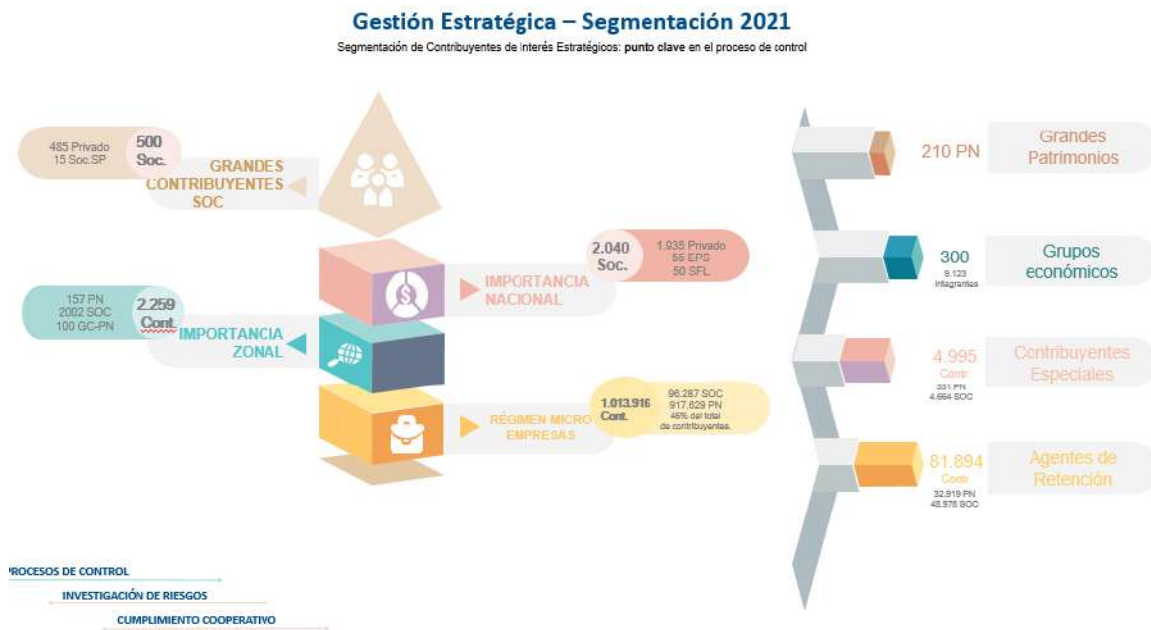 Gestión Estratégica – Segmentación 2021
Segmentación de Contribuyentes de Interés Estratégicos: punto clave en el proceso de control
485 Privado
15 Soc.SP
500
Soc.
GRANDES
CONTRIBUYENTES
SOC
2.040
Soc.
1.935 Privado
55 EPS
50 SFL
IMPORTANCIA
NACIONAL
157 PN
2002 SOC
100 GC-PN
2.259
Cont.
IMPORTANCIA
ZONAL
1.013.916
Cont.
96.287 SOC
917.629 PN
46% del total
de contribuyentes.
RÉGIMEN MICRO
EMPRESAS
210 PN
Grandes
Patrimonios
300
9.123
Integrantes
Grupos
económicos
4.995
Contr
331 PN
4.664 SOC
Contribuyentes
Especiales
81.894
Contr
32.919 PN
48.975 SOC
Agentes de
Retención
PROCESOS DE CONTROL
INVESTIGACIÓN DE RIESGOS
CUMPLIMIENTO COOPERATIVO